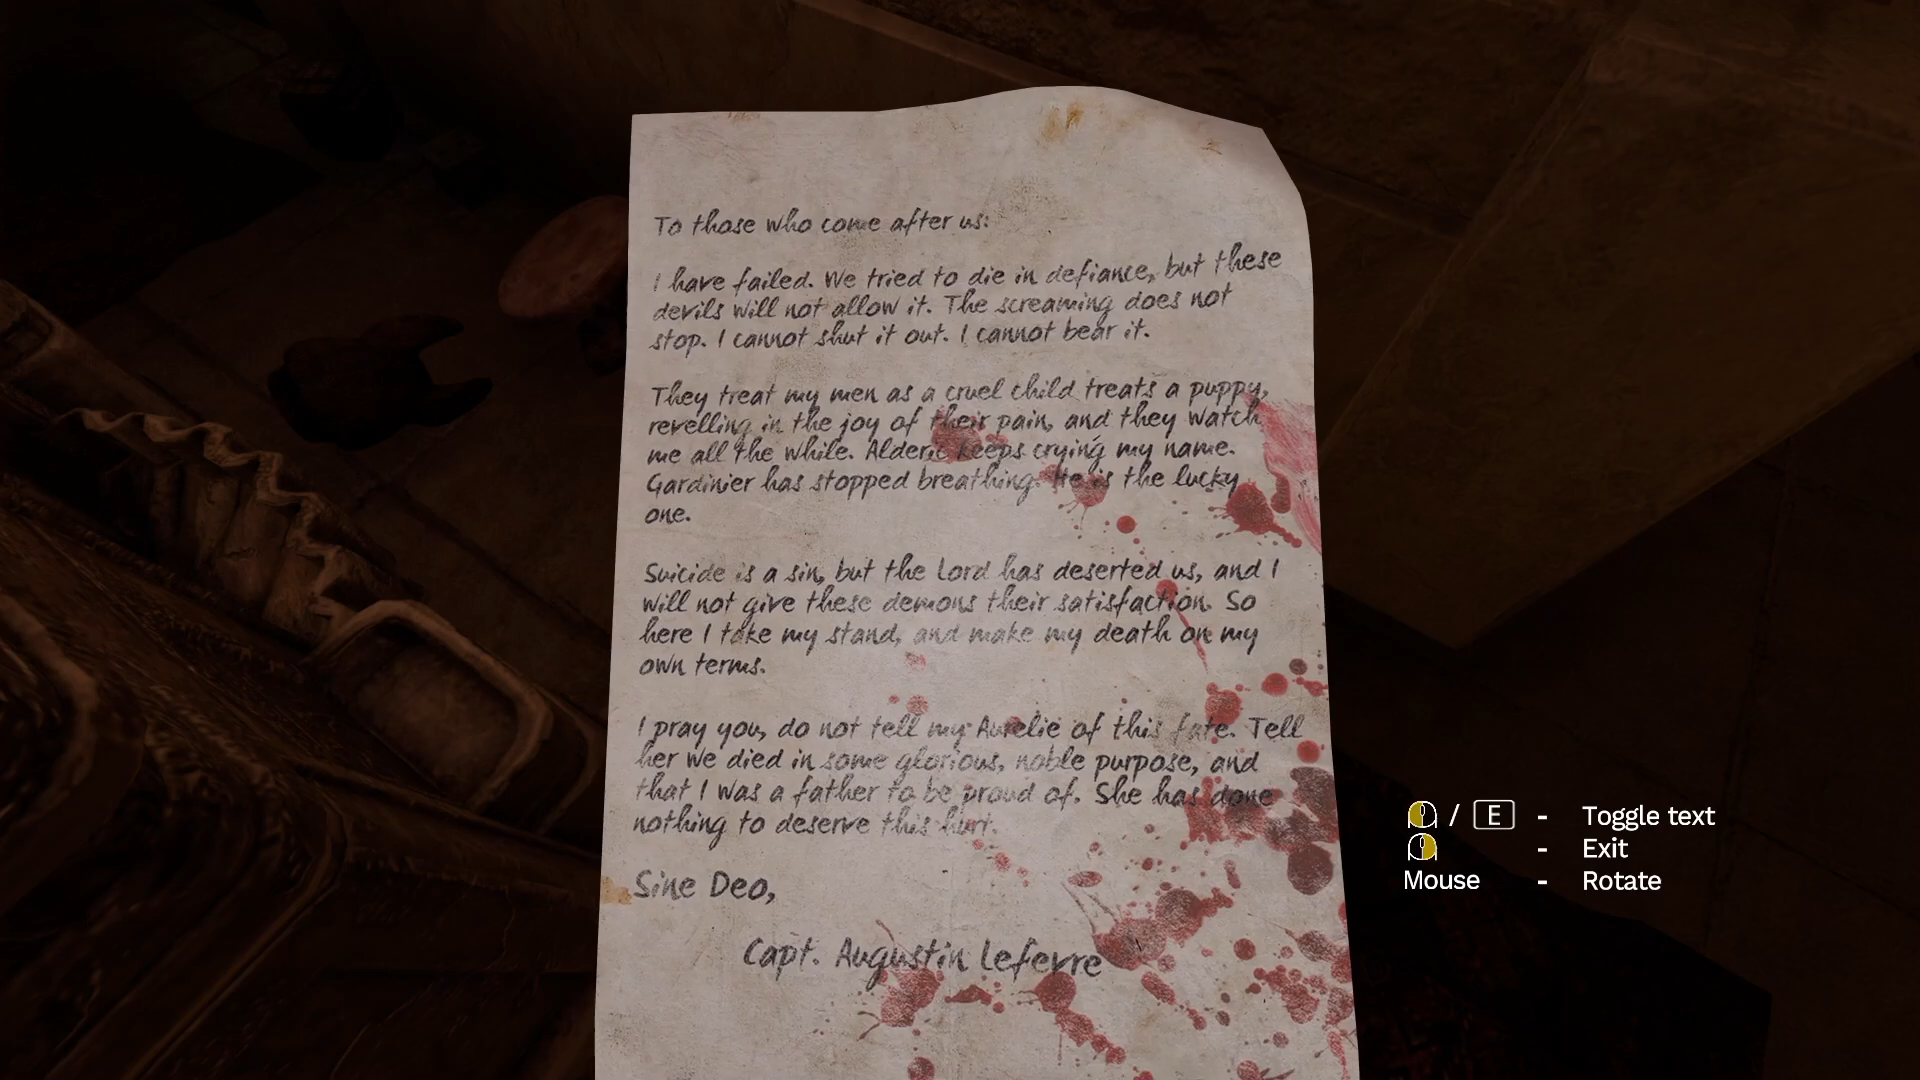 To those who come after us:
I have failed. We tried to die in defiance, but these
devils will not allow it. The screaming does not
stop. I cannot shut it out. I cannot bear it.
They treat my men as a cruel child treats a puppy,
revelling in the joy of their pain, and they watch
me all the while. Alderic keeps crying my name.
Gardinier has stopped breathing. He is the lucky
one.
Suicide is a sin, but the Lord has deserted us, and I
will not give these demons their satisfaction. So
here I take my stand, and make my death on my
own terms.
I pray you, do not tell my Aurelie of this fate. Tell
her we died in some glorious, noble purpose, and
that I was a father to be proud of. She has done
nothing to deserve this hurt.
Sine Deo,
Capt. Augustin Lefevre
/ E - Toggle text
- Exit
Mouse - Rotate